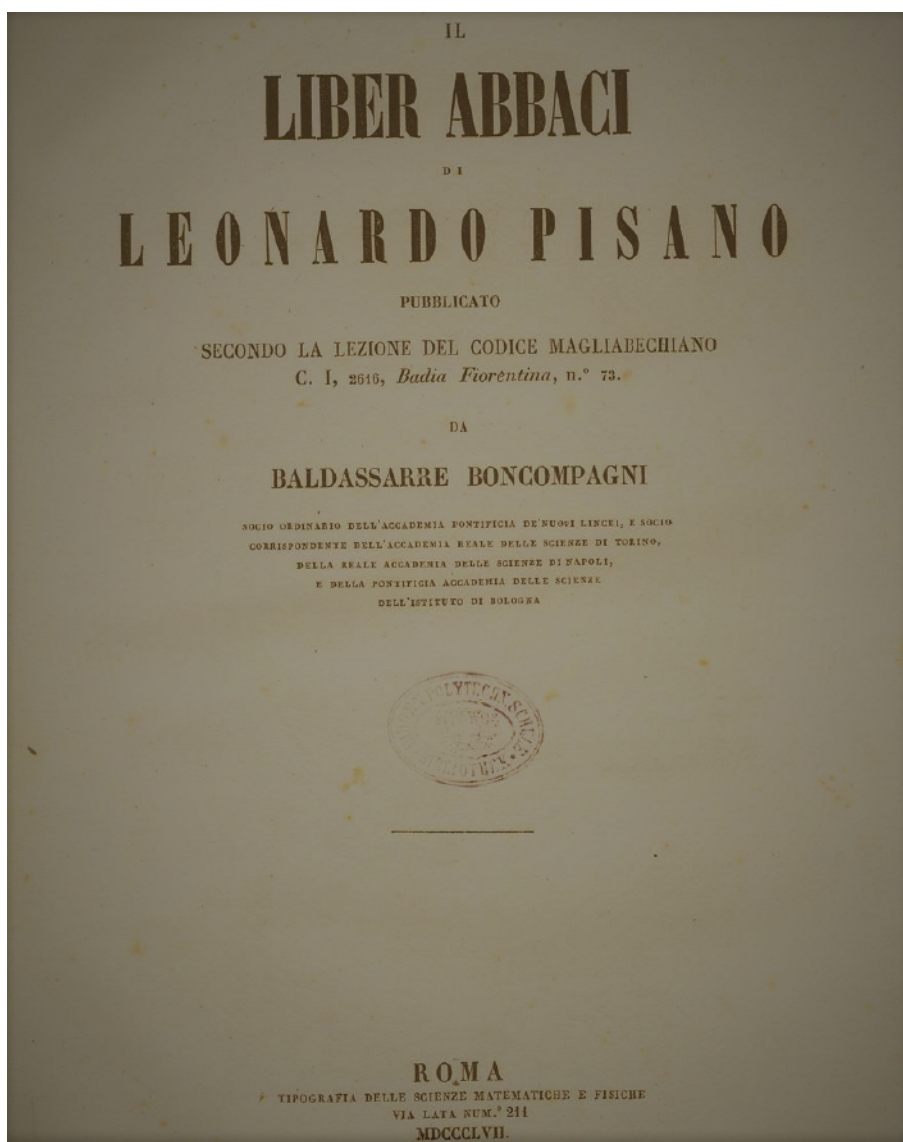 IL
LIBER ABBACI
DI
LEONARDO PISANO
PUBBLICATO
SECONDO LA LEZIONE DEL CODICE MAGLIABECHIANO
C. I, 2616, Badia Fiorentina, n.° 73.
DA
BALDASSARRE BONCOMPAGNI
SOCIO ORDINARIO DELL'ACCADEMIA PONTIFICIA DE'NUOVI LINCEI, E SOCIO
CORRISPONDENTE DELL'ACCADEMIA REALE DELLE SCIENZE DI TORINO,
DELLA REALE ACCADEMIA DELLE SCIENZE DI NAPOLI,
E DELLA PONTIFICIA ACCADEMIA DELLE SCIENZE
DELL'ISTITUTO DI BOLOGNA
POLYTECHN. SCHULE
BIBLIOTHEK
ROMA
TIPOGRAFIA DELLE SCIENZE MATEMATICHE E FISICHE
VIA LATA NUM.° 211
MDCCCLVII.